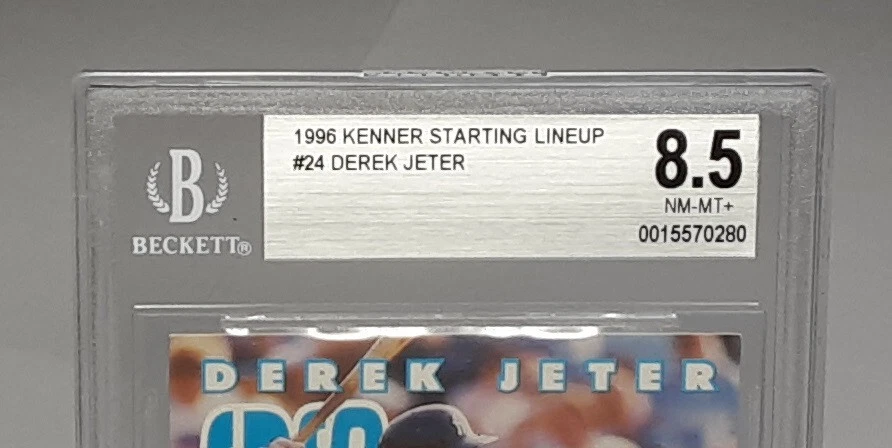 1996 KENNER STARTING LINEUP
#24 DEREK JETER
8.5
NM-MT+
0015570280
B
BECKETT®
DEREK JETER